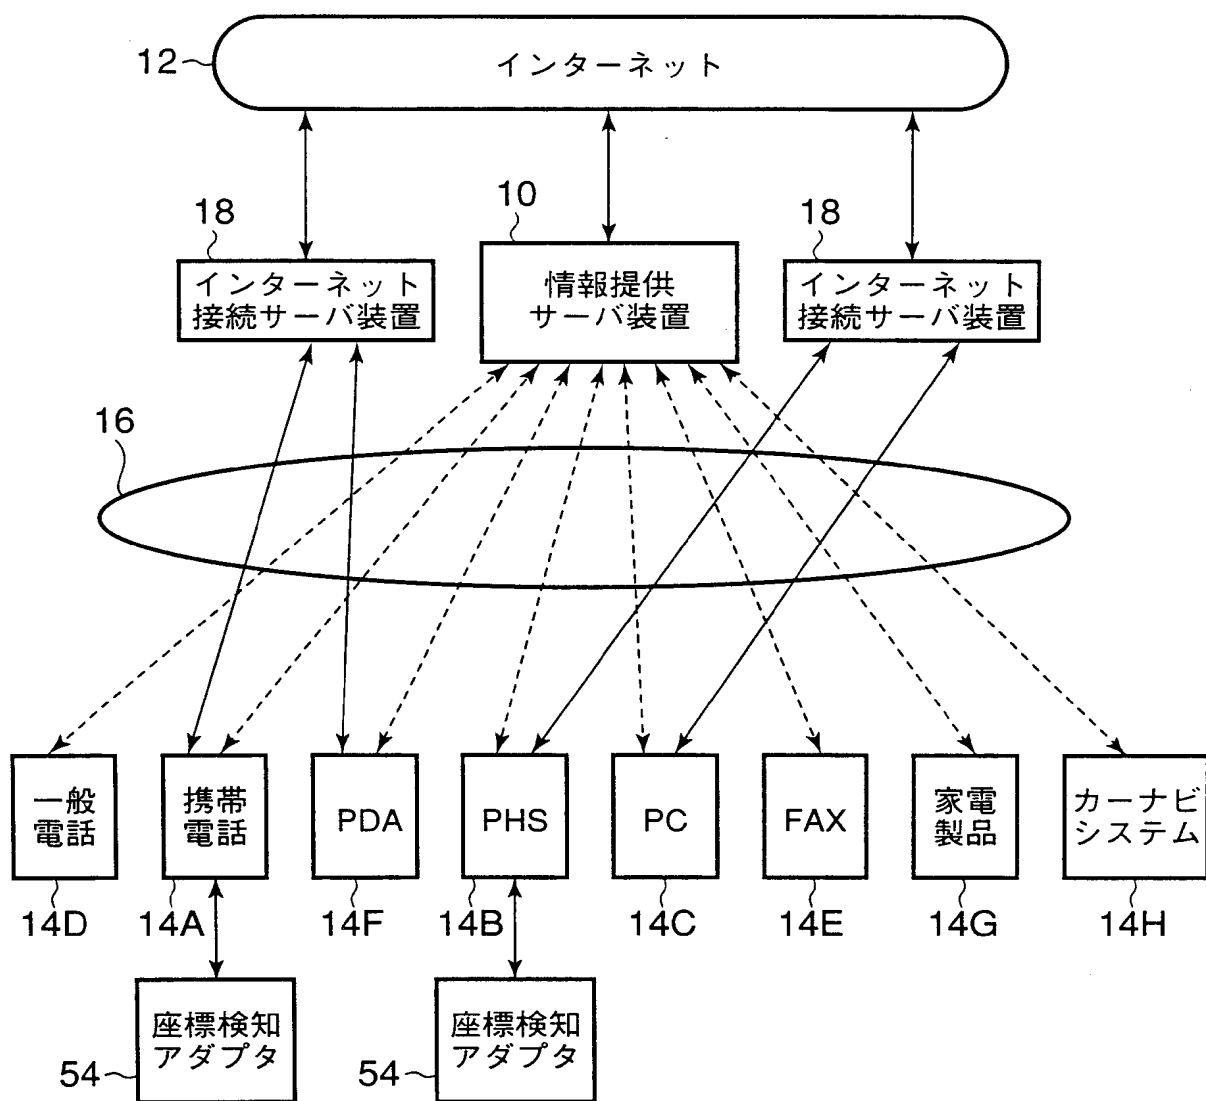 12
インターネット
18
10
18
インターネット
接続サーバ装置
情報提供
サーバ装置
インターネット
接続サーバ装置
16
一般
電話
携帯
電話
PDA
PHS
PC
FAX
家電
製品
カーナビ
システム
14D
14A
14F
14B
14C
14E
14G
14H
座標検知
アダプタ
54
座標検知
アダプタ
54